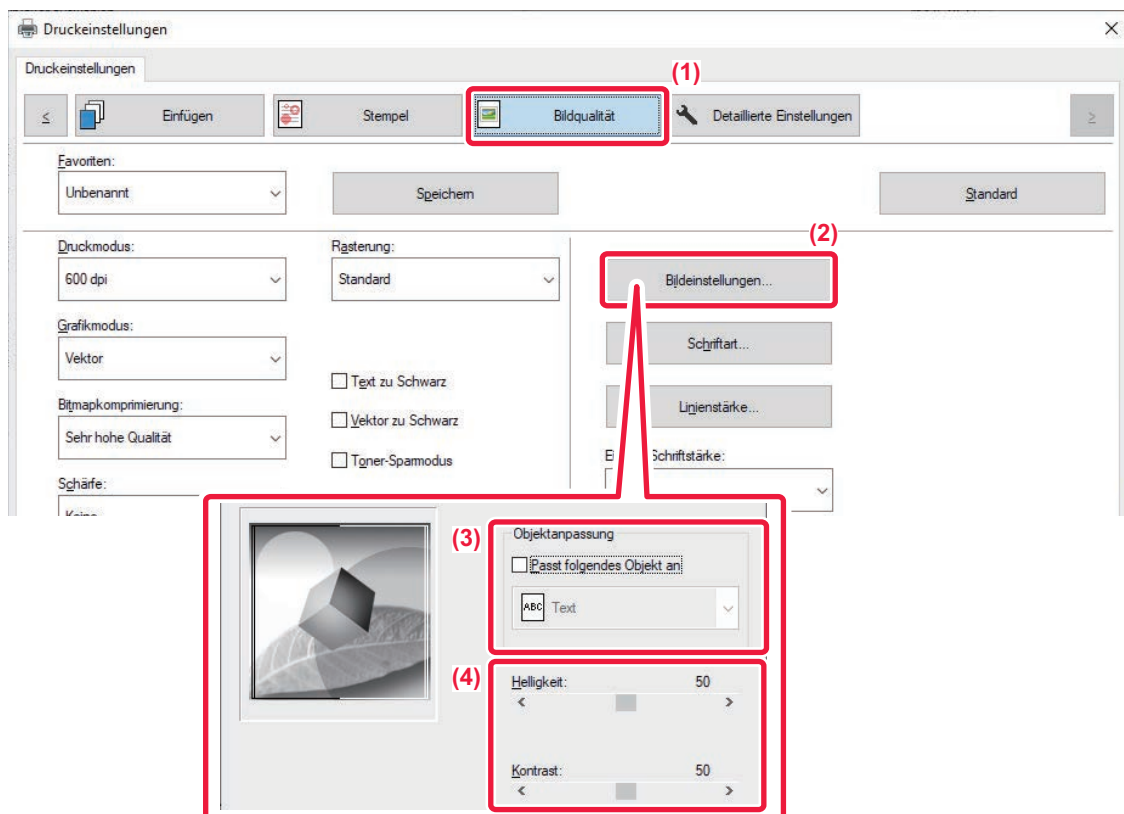 Druckeinstellungen
Druckeinstellungen
(1)
<
Einfügen
Stempel
Bildqualität
Detaillierte Einstellungen
>
Favoriten:
Unbenannt
Speichern
Standard
(2)
Druckmodus:
Rasterung:
600 dpi
Standard
Bildeinstellungen...
Grafikmodus:
Vektor
Schriftart...
Text zu Schwarz
Bitmapkomprimierung:
Vektor zu Schwarz
Linienstärke...
Sehr hohe Qualität
Toner-Sparmodus
Schriftstärke:
Schärfe:
Keine
(3)
Objektanpassung
Passt folgendes Objekt an
ABC Text
(4)
Helligkeit: 50
< >
Kontrast: 50
< >